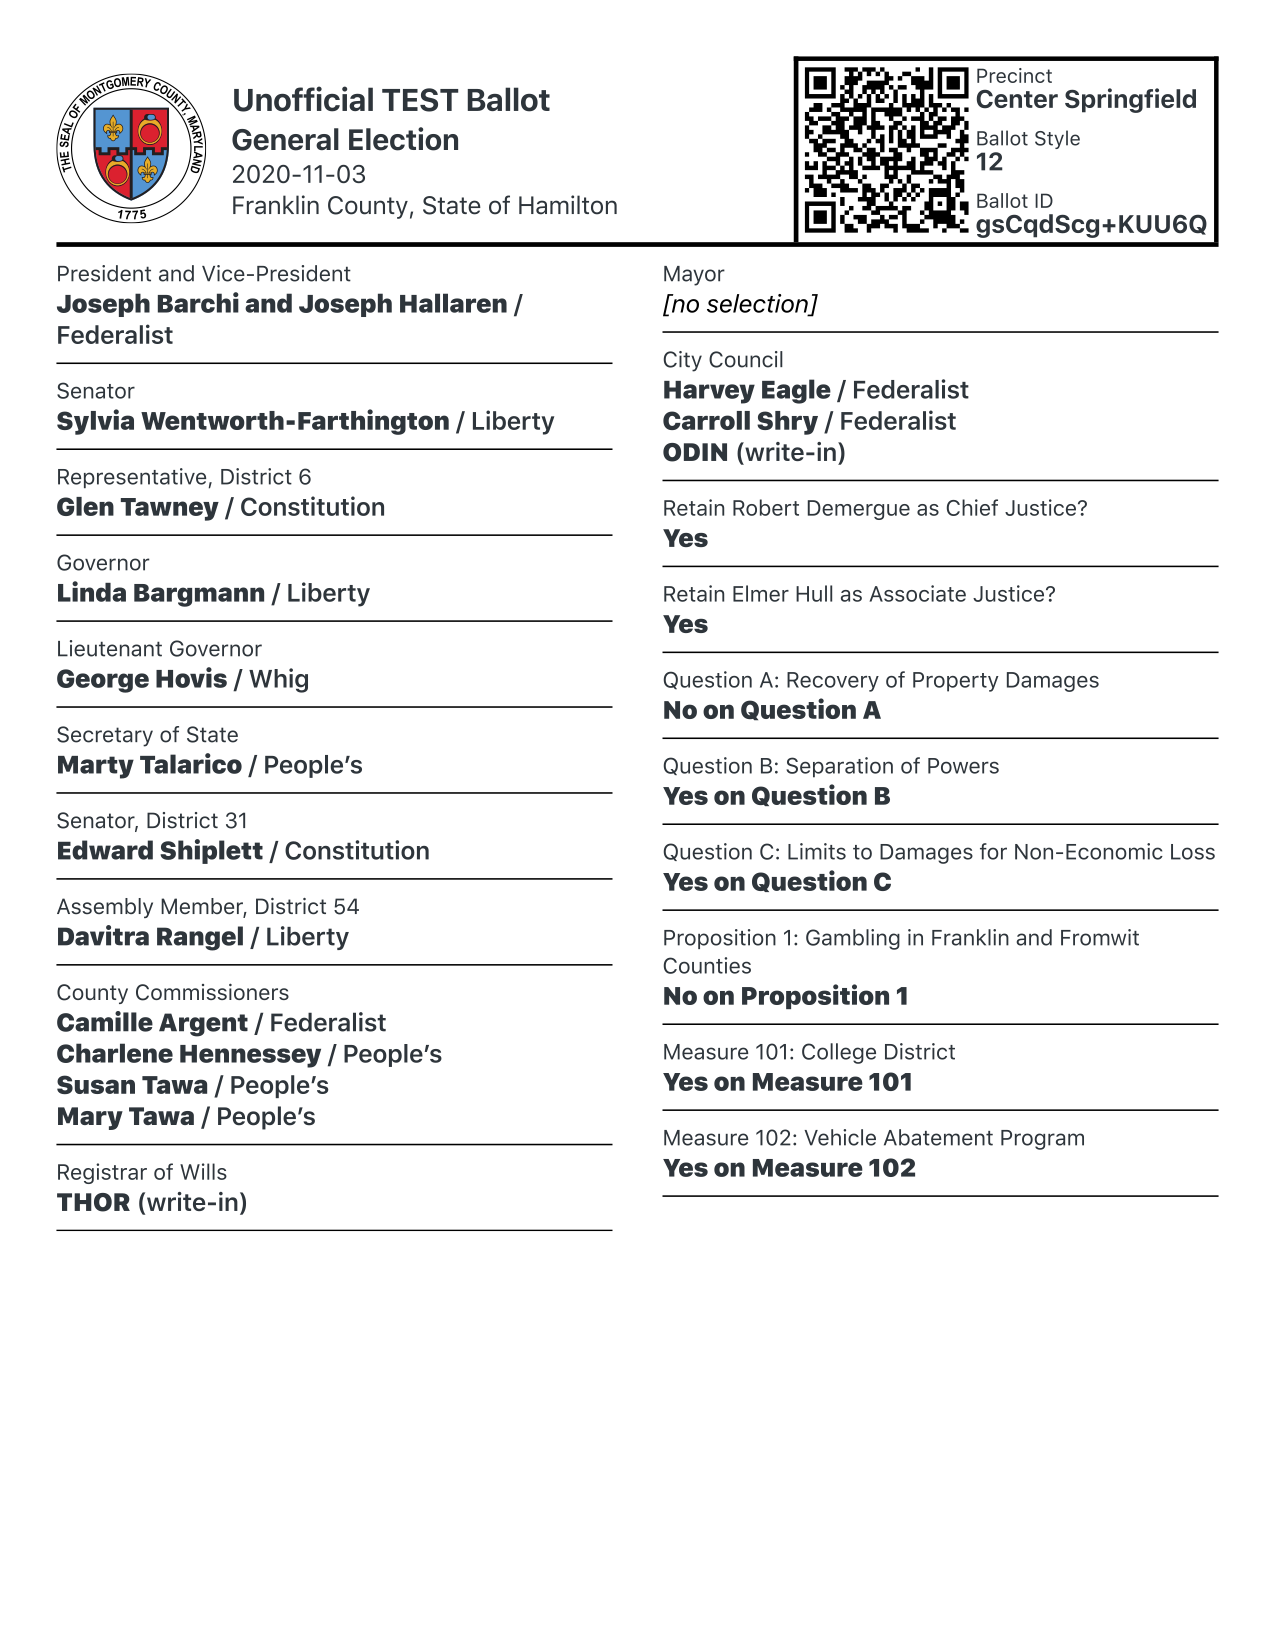 THE SEAL OF MONTGOMERY COUNTY, MARYLAND
1775
Unofficial TEST Ballot
General Election
2020-11-03
Franklin County, State of Hamilton
Precinct
Center Springfield
Ballot Style
12
Ballot ID
gsCqdScg+KUU6Q
President and Vice-President
Joseph Barchi and Joseph Hallaren /
Federalist
Senator
Sylvia Wentworth-Farthington / Liberty
Representative, District 6
Glen Tawney / Constitution
Governor
Linda Bargmann / Liberty
Lieutenant Governor
George Hovis / Whig
Secretary of State
Marty Talarico / People’s
Senator, District 31
Edward Shiplett / Constitution
Assembly Member, District 54
Davitra Rangel / Liberty
County Commissioners
Camille Argent / Federalist
Charlene Hennessey / People’s
Susan Tawa / People’s
Mary Tawa / People’s
Registrar of Wills
THOR (write-in)
Mayor
[no selection]
City Council
Harvey Eagle / Federalist
Carroll Shry / Federalist
ODIN (write-in)
Retain Robert Demergue as Chief Justice?
Yes
Retain Elmer Hull as Associate Justice?
Yes
Question A: Recovery of Property Damages
No on Question A
Question B: Separation of Powers
Yes on Question B
Question C: Limits to Damages for Non-Economic Loss
Yes on Question C
Proposition 1: Gambling in Franklin and Fromwit
Counties
No on Proposition 1
Measure 101: College District
Yes on Measure 101
Measure 102: Vehicle Abatement Program
Yes on Measure 102